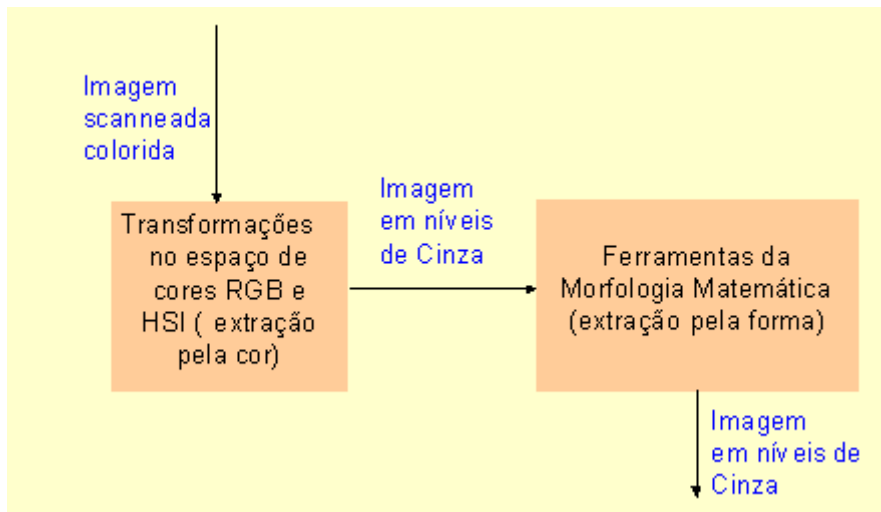 Imagem
scanneada
colorida
Transformações
no espaço de
cores RGB e
HSI ( extração
pela cor)
Imagem
em níveis
de Cinza
Ferramentas da
Morfologia Matemática
(extração pela forma)
Imagem
em níveis de
Cinza